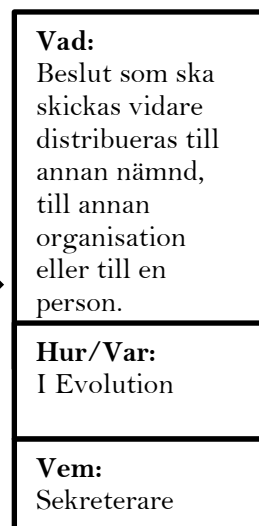 Vad:
Beslut som ska
skickas vidare
distribueras till
annan nämnd,
till annan
organisation
eller till en
person.
Hur/Var:
I Evolution
Vem:
Sekreterare